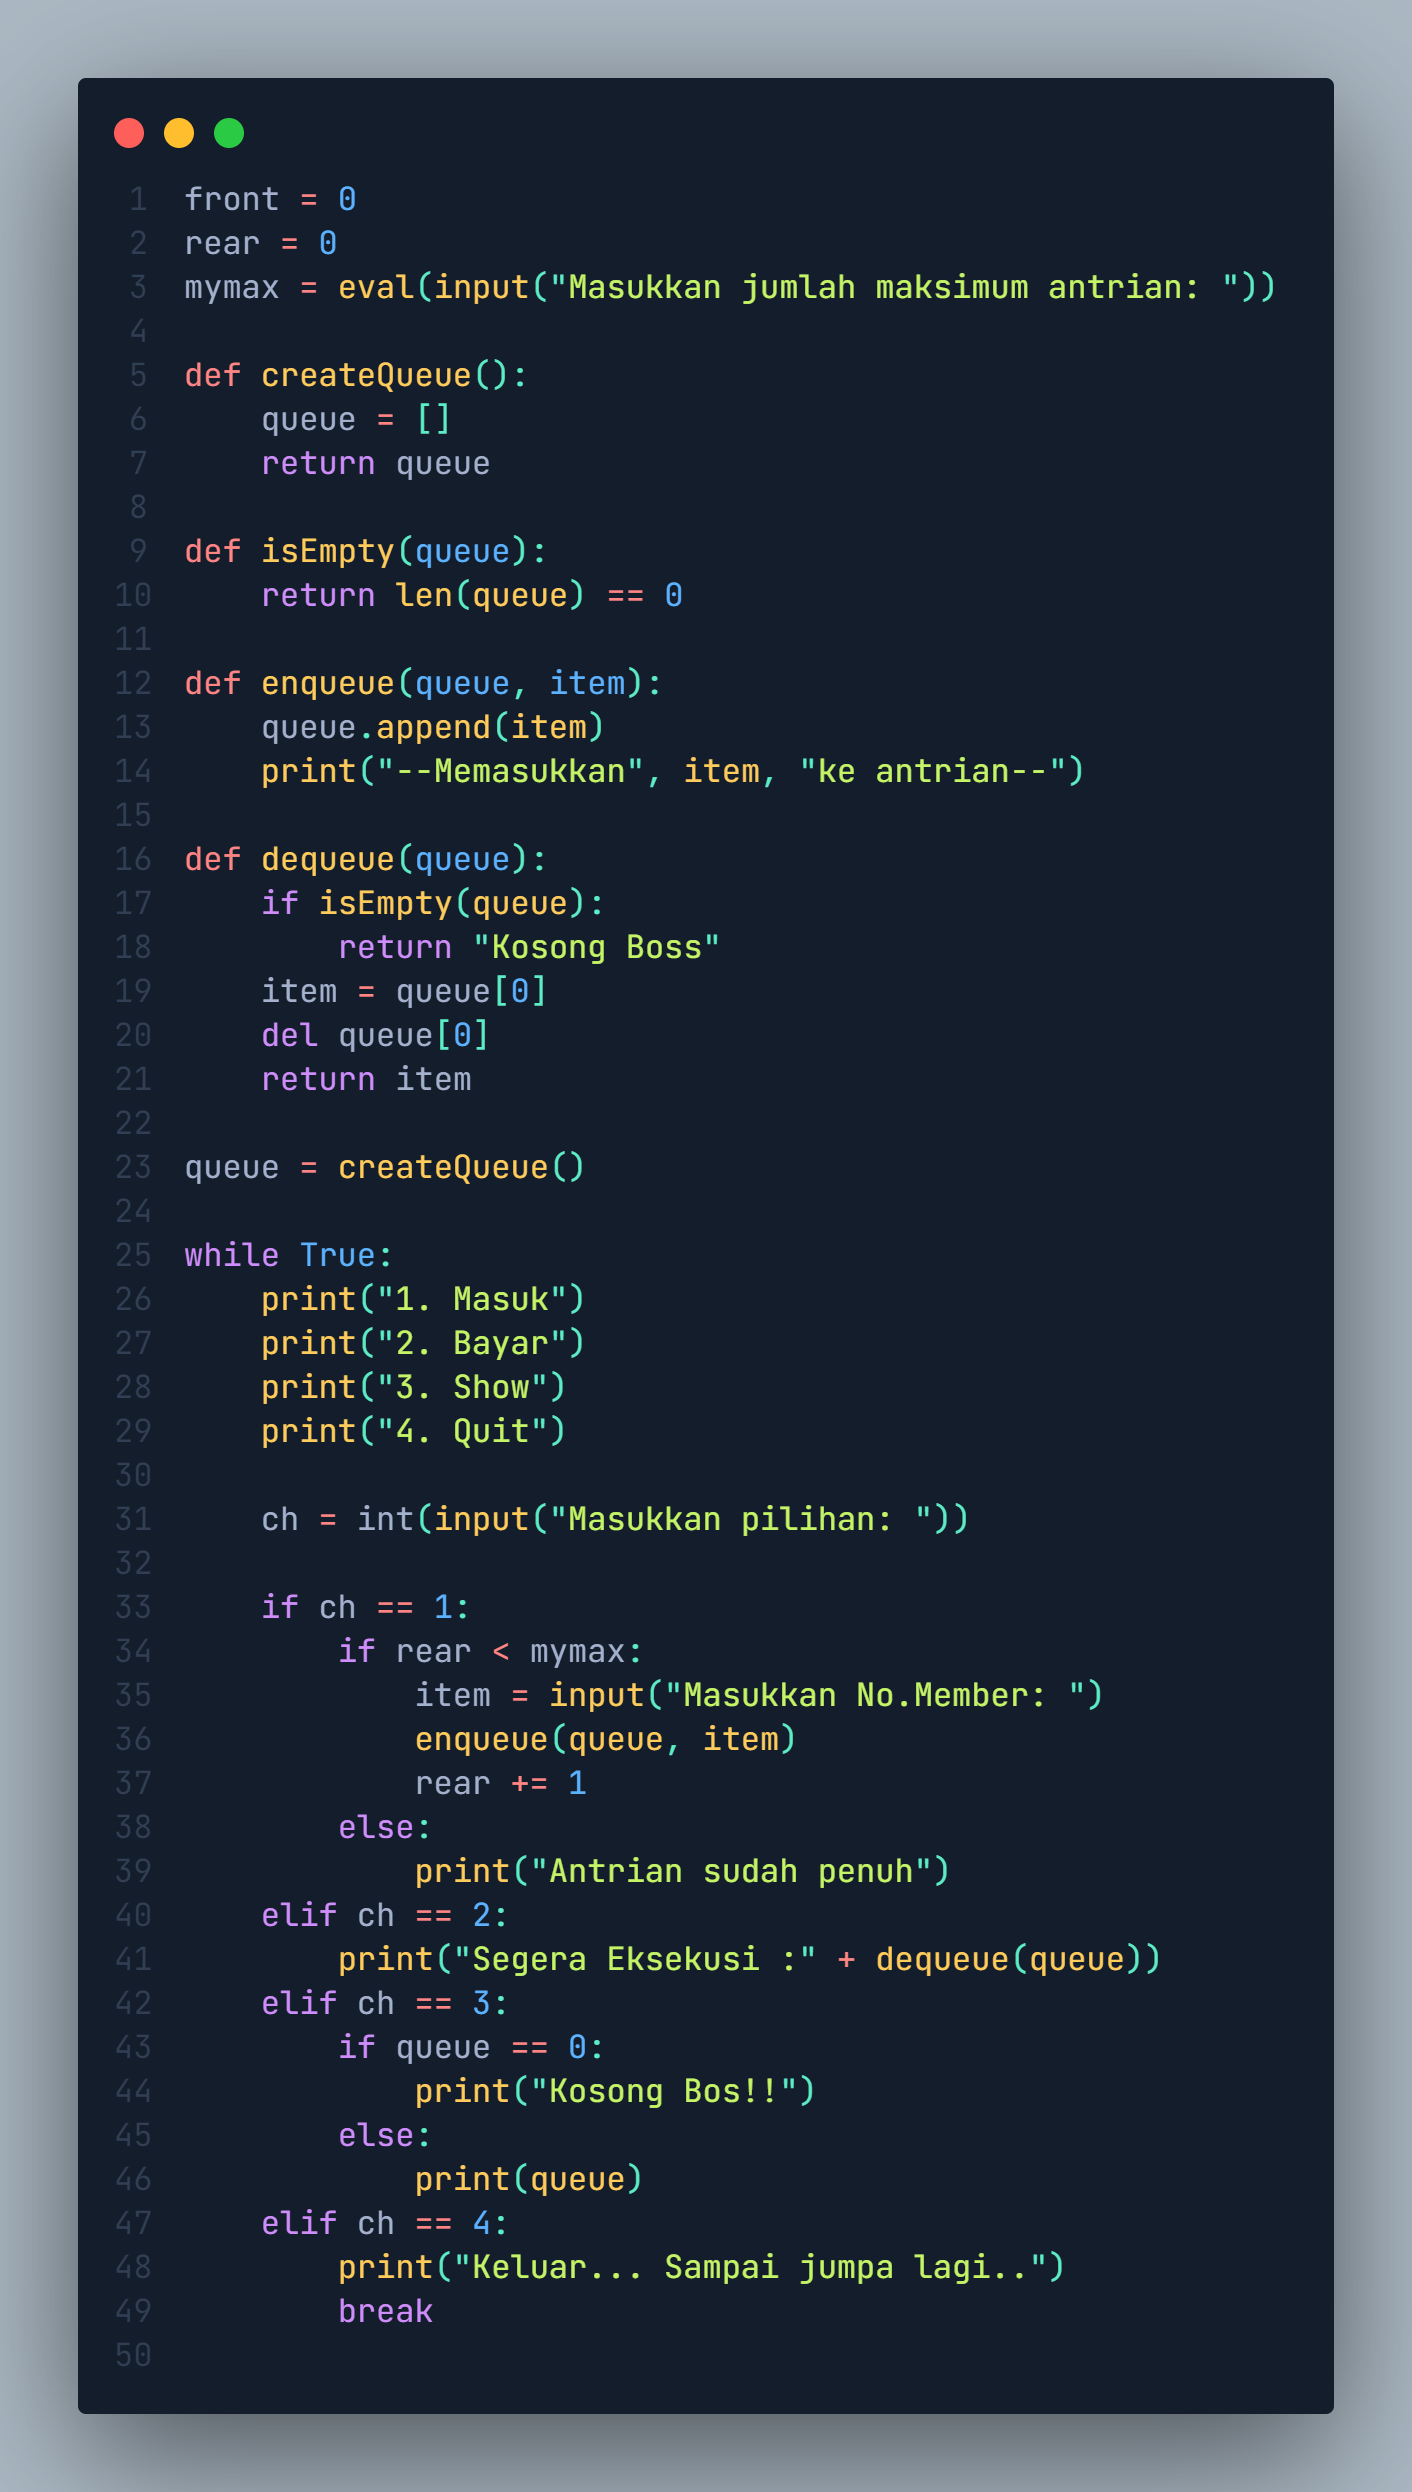 1 front = 0
2 rear = 0
3 mymax = eval(input("Masukkan jumlah maksimum antrian: "))
4
5 def createQueue():
6     queue = []
7     return queue
8
9 def isEmpty(queue):
10     return len(queue) == 0
11
12 def enqueue(queue, item):
13     queue.append(item)
14     print("--Memasukkan", item, "ke antrian--")
15
16 def dequeue(queue):
17     if isEmpty(queue):
18         return "Kosong Boss"
19     item = queue[0]
20     del queue[0]
21     return item
22
23 queue = createQueue()
24
25 while True:
26     print("1. Masuk")
27     print("2. Bayar")
28     print("3. Show")
29     print("4. Quit")
30
31     ch = int(input("Masukkan pilihan: "))
32
33     if ch == 1:
34         if rear < mymax:
35             item = input("Masukkan No.Member: ")
36             enqueue(queue, item)
37             rear += 1
38         else:
39             print("Antrian sudah penuh")
40     elif ch == 2:
41         print("Segera Eksekusi :" + dequeue(queue))
42     elif ch == 3:
43         if queue == 0:
44             print("Kosong Bos!!")
45         else:
46             print(queue)
47     elif ch == 4:
48         print("Keluar... Sampai jumpa lagi..")
49         break
50